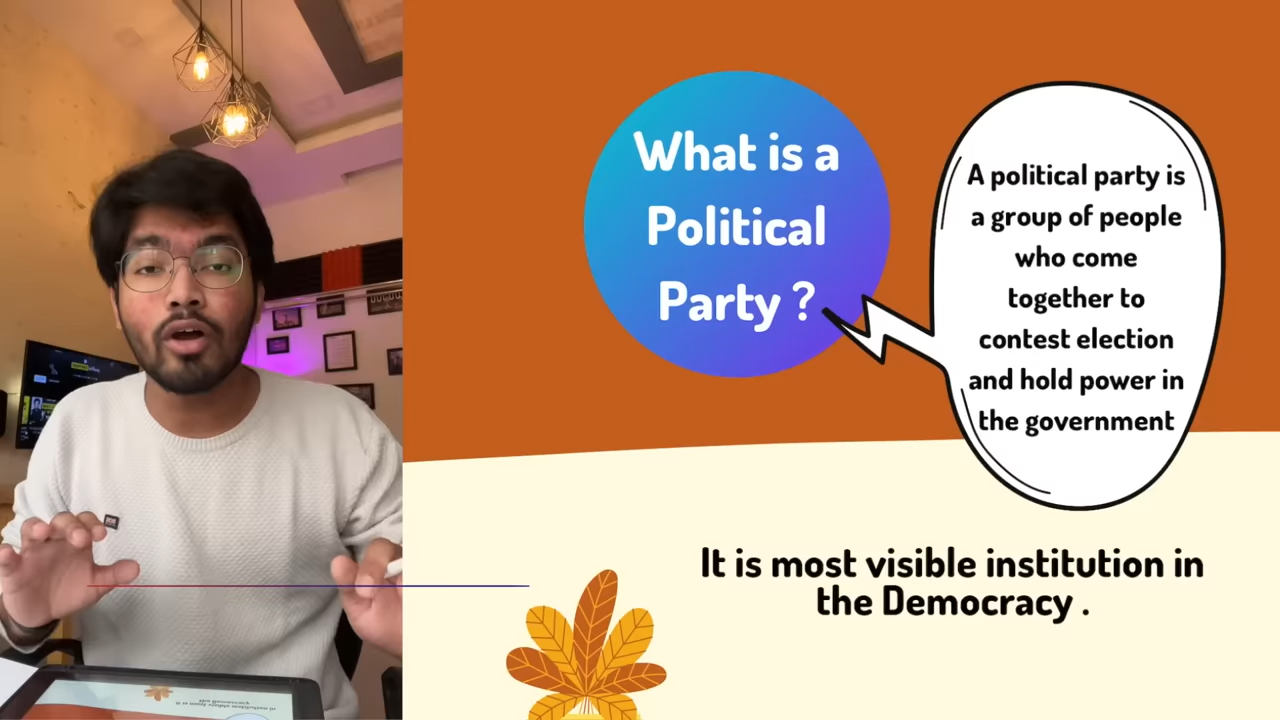 What is a
Political
Party ?
A political party is
a group of people
who come
together to
contest election
and hold power in
the government
It is most visible institution in
the Democracy .